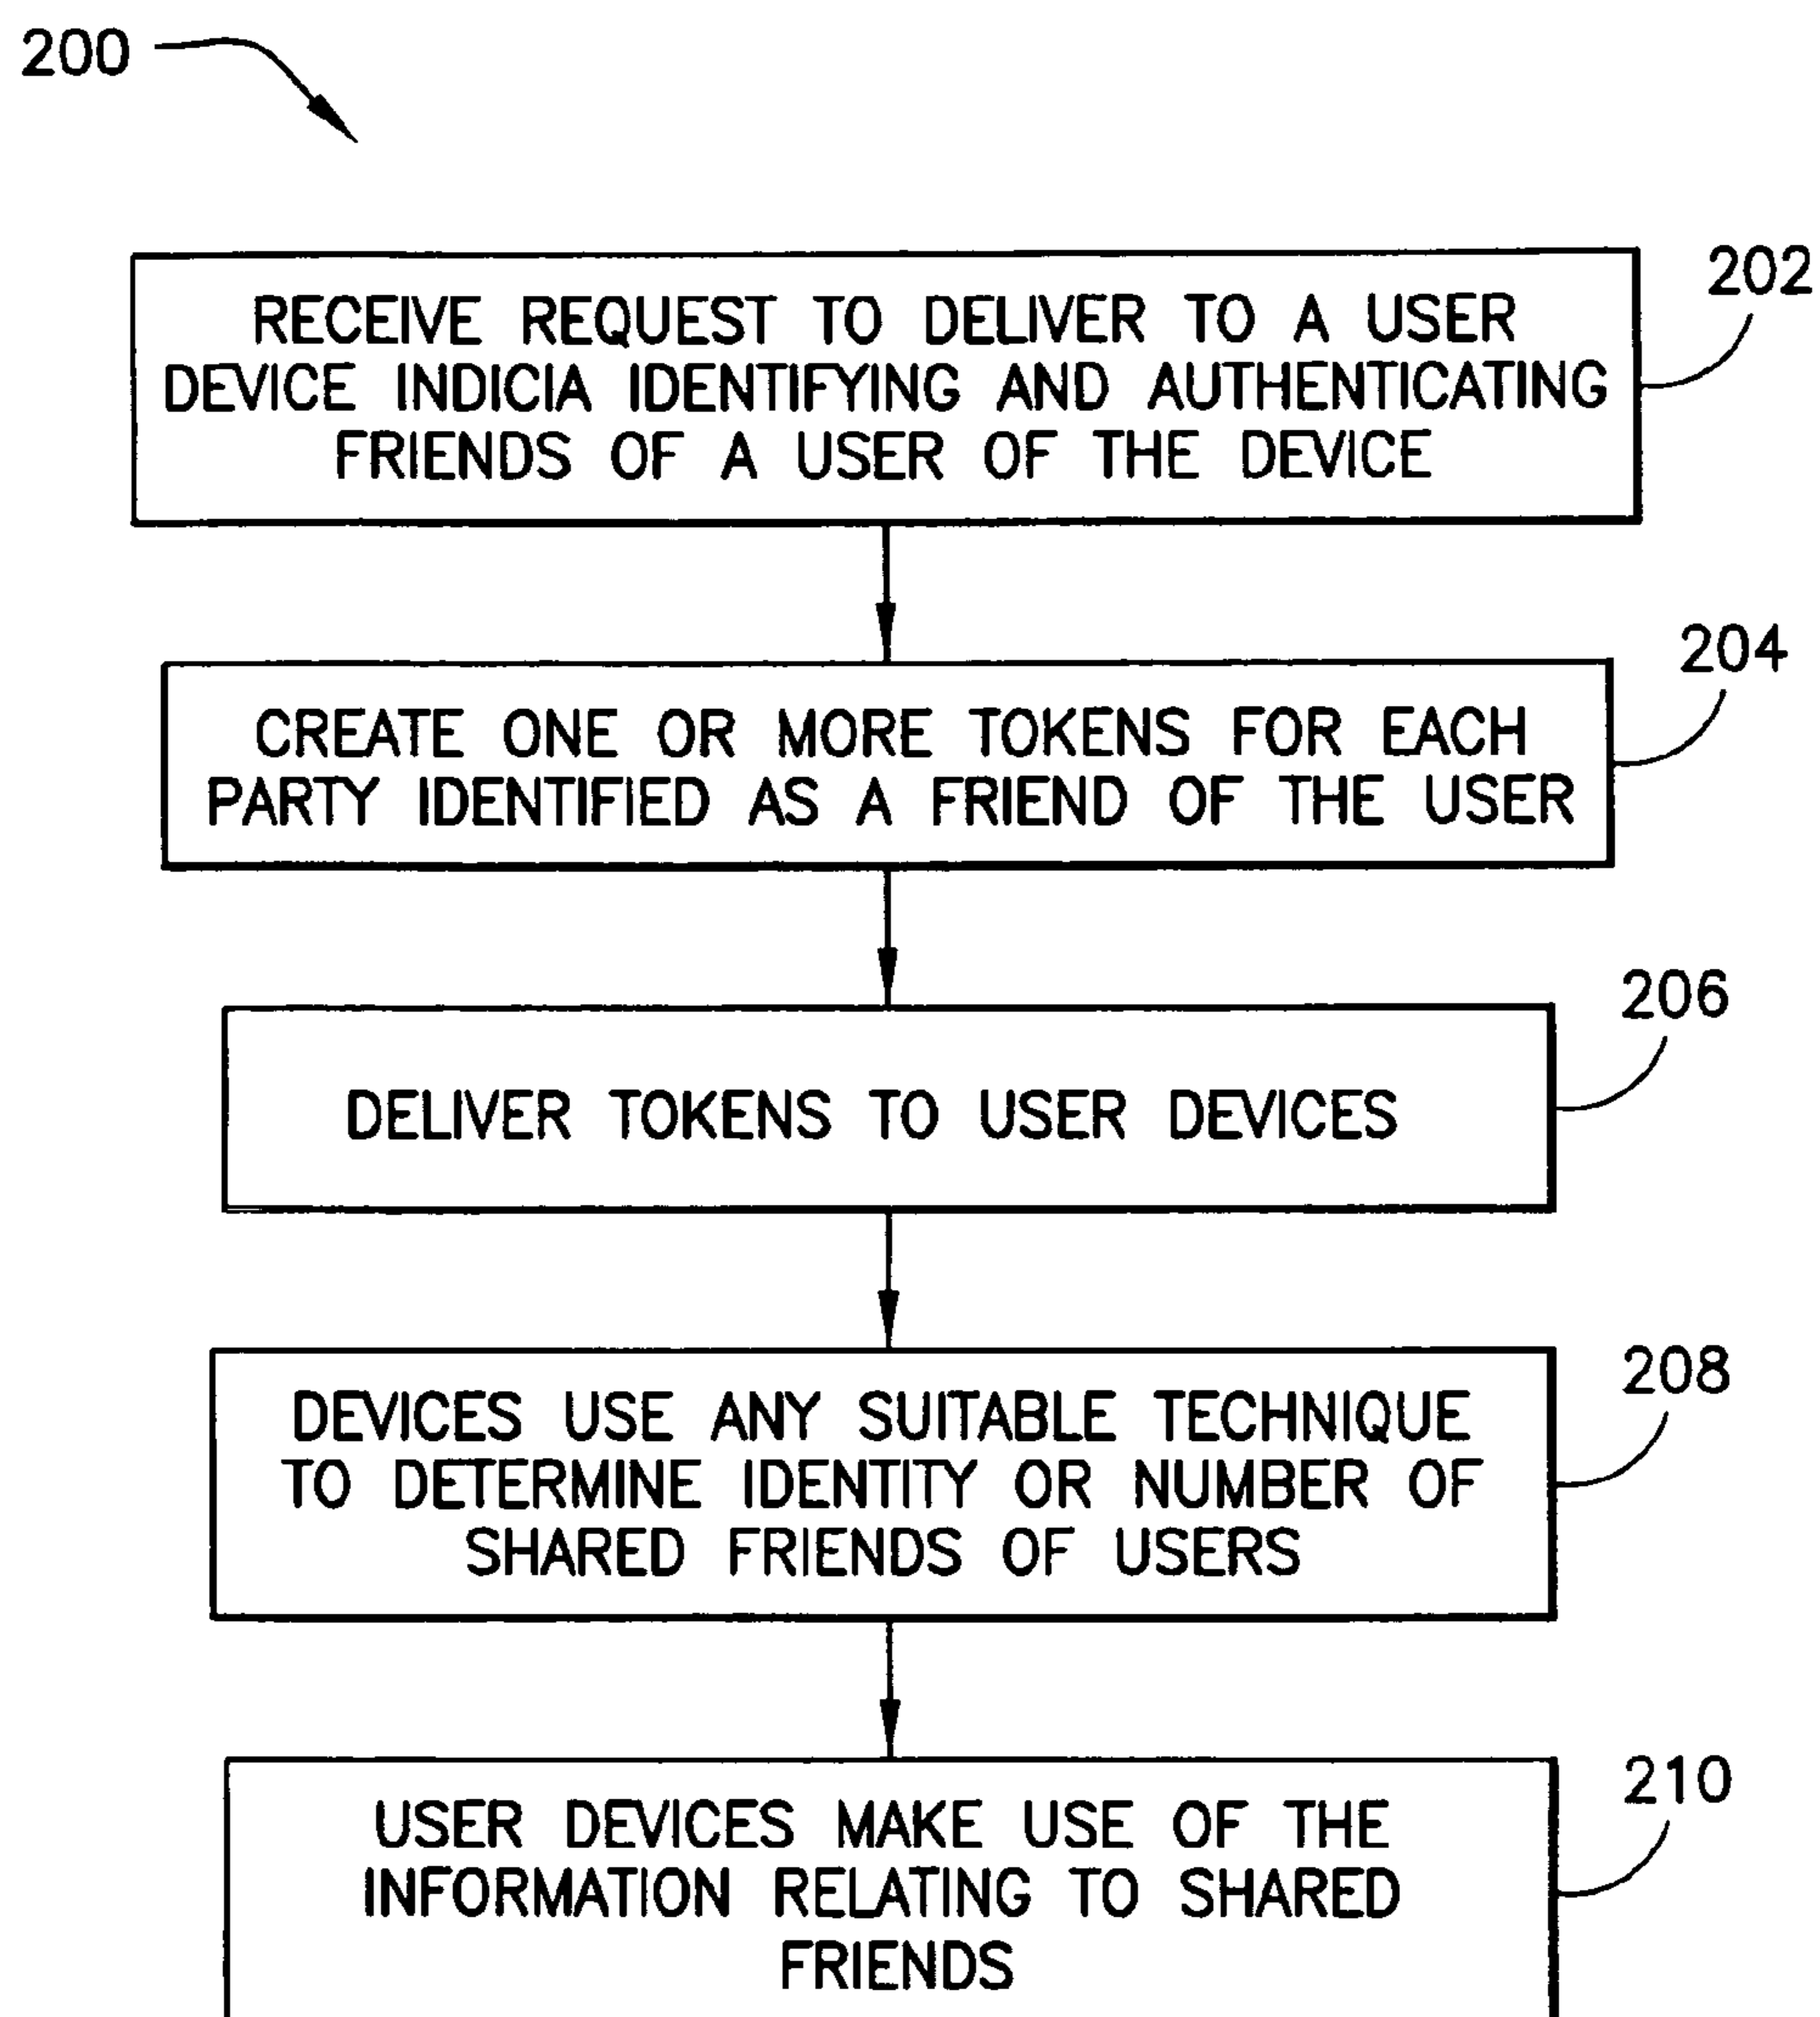 200
202
RECEIVE REQUEST TO DELIVER TO A USER
DEVICE INDICIA IDENTIFYING AND AUTHENTICATING
FRIENDS OF A USER OF THE DEVICE
204
CREATE ONE OR MORE TOKENS FOR EACH
PARTY IDENTIFIED AS A FRIEND OF THE USER
206
DELIVER TOKENS TO USER DEVICES
208
DEVICES USE ANY SUITABLE TECHNIQUE
TO DETERMINE IDENTITY OR NUMBER OF
SHARED FRIENDS OF USERS
210
USER DEVICES MAKE USE OF THE
INFORMATION RELATING TO SHARED
FRIENDS